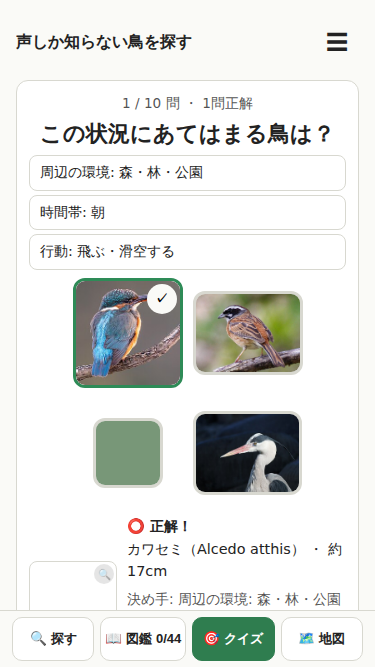 声しか知らない鳥を探す
1 / 10 問 ・ 1問正解
この状況にあてはまる鳥は？
周辺の環境: 森・林・公園
時間帯: 朝
行動: 飛ぶ・滑空する
⭕ 正解！
カワセミ（Alcedo atthis） ・ 約
17cm
決め手: 周辺の環境: 森・林・公園
🔍 探す
📖 図鑑 0/44
🎯 クイズ
🗺️ 地図